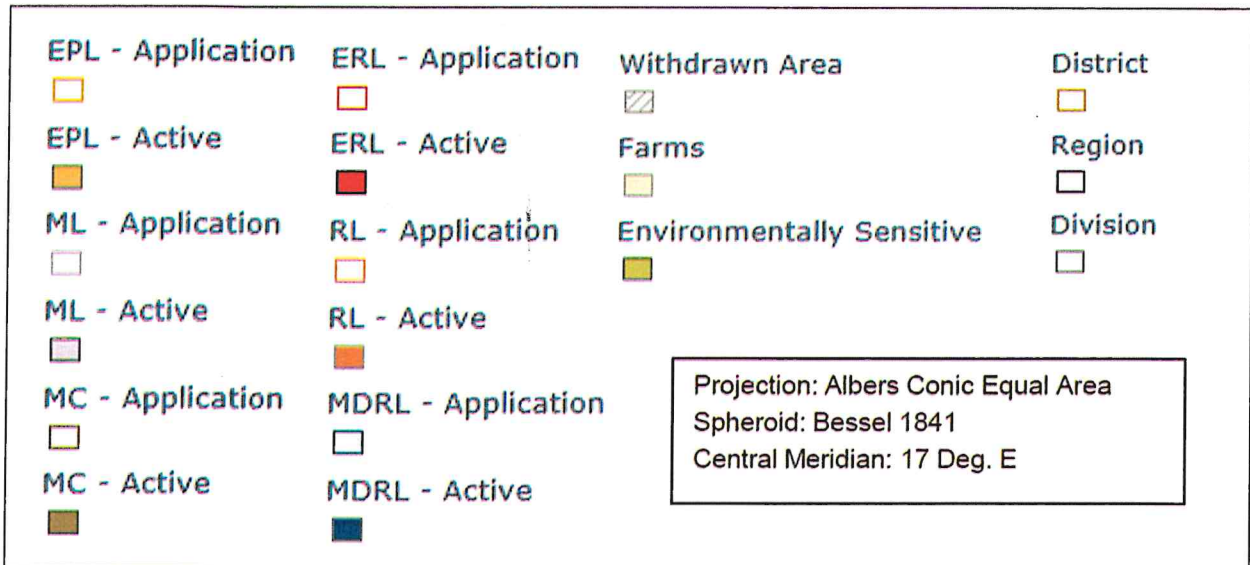 EPL - Application
EPL - Active
ML - Application
ML - Active
MC - Application
MC - Active
ERL - Application
ERL - Active
RL - Application
RL - Active
MDRL - Application
MDRL - Active
Withdrawn Area
Farms
Environmentally Sensitive
District
Region
Division
Projection: Albers Conic Equal Area
Spheroid: Bessel 1841
Central Meridian: 17 Deg. E